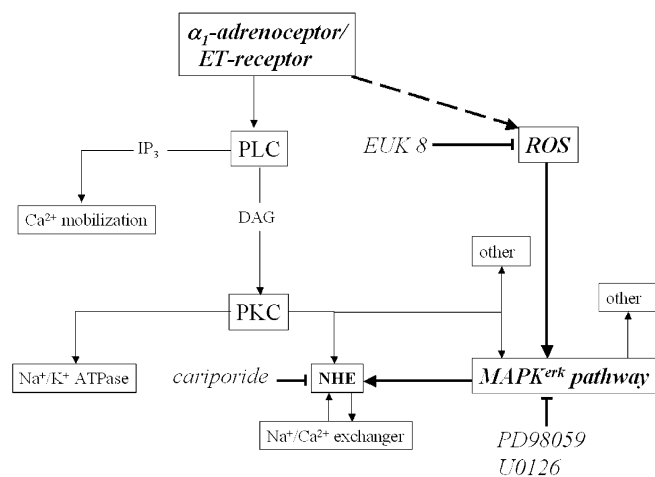 α₁-adrenoceptor/
ET-receptor
EUK 8
ROS
IP₃
PLC
Ca²⁺ mobilization
DAG
other
PKC
other
Na⁺/K⁺ ATPase
cariporide
NHE
MAPKᵉʳᵏ pathway
Na⁺/Ca²⁺ exchanger
PD98059
U0126